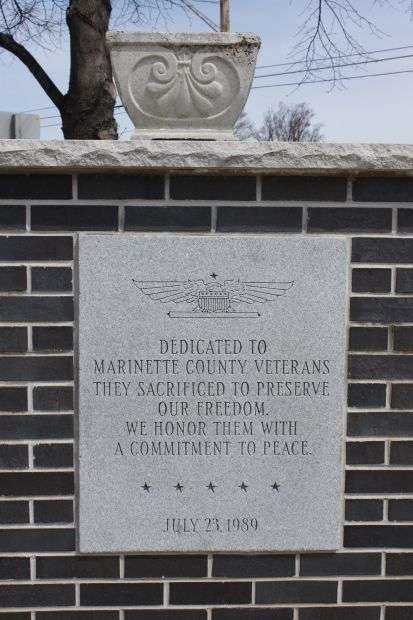 DEDICATED TO
MARINETTE COUNTY VETERANS
THEY SACRIFICED TO PRESERVE
OUR FREEDOM.
WE HONOR THEM WITH
A COMMITMENT TO PEACE.
JULY 23, 1989